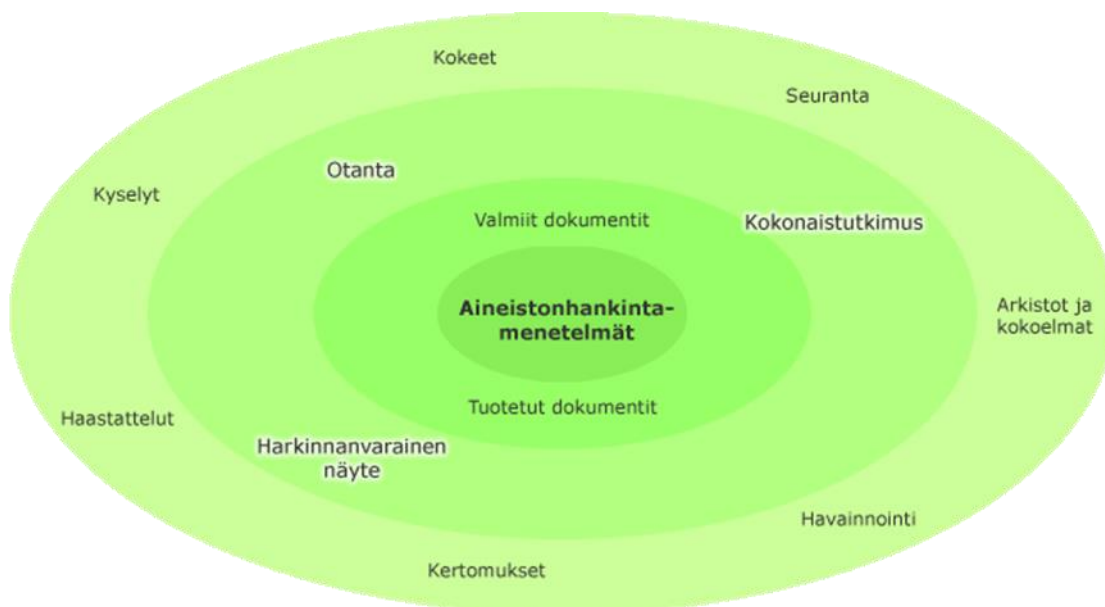 Kokeet
Seuranta
Otanta
Kyselyt
Valmiit dokumentit
Kokonaistutkimus
Aineistonhankinta-
menetelmät
Arkistot ja
kokoelmat
Tuotetut dokumentit
Haastattelut
Harkinnanvarainen
näyte
Havainnointi
Kertomukset